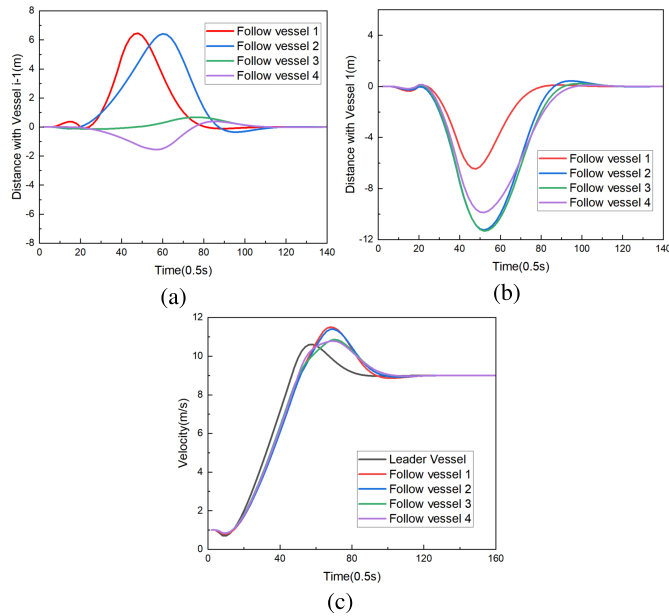 (a)
Distance with Vessel i-1(m)
8
6
4
2
0
-2
-4
-6
-8
0 20 40 60 80 100 120 140
Time(0.5s)
Follow vessel 1
Follow vessel 2
Follow vessel 3
Follow vessel 4
(b)
Distance with Vessel 1(m)
4
0
-4
-8
-12
0 20 40 60 80 100 120 140
Time(0.5s)
Follow vessel 1
Follow vessel 2
Follow vessel 3
Follow vessel 4
Velocity(m/s)
12
10
8
6
4
2
0
0 40 80 120 160
Time(0.5s)
Leader Vessel
Follow vessel 1
Follow vessel 2
Follow vessel 3
Follow vessel 4
(c)